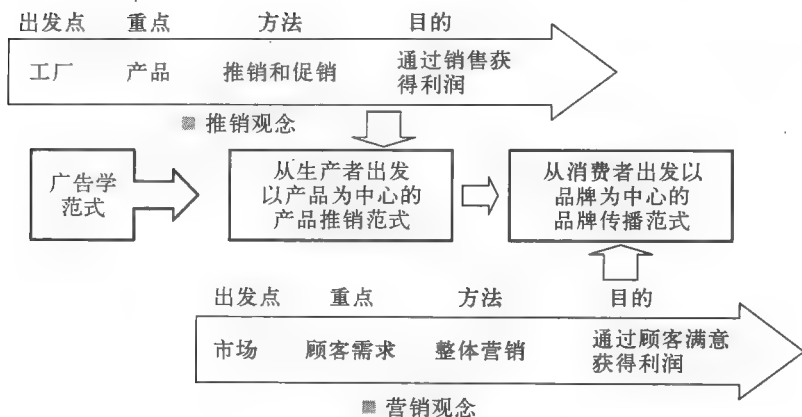 出发点 重点 方法 目的
工厂 产品 推销和促销 通过销售获
得利润
推销观念
广告学
范式
从生产者出发
以产品为中心的
产品推销范式
从消费者出发以
品牌为中心的
品牌传播范式
出发点 重点 方法 目的
市场 顾客需求 整体营销 通过顾客满意
获得利润
营销观念